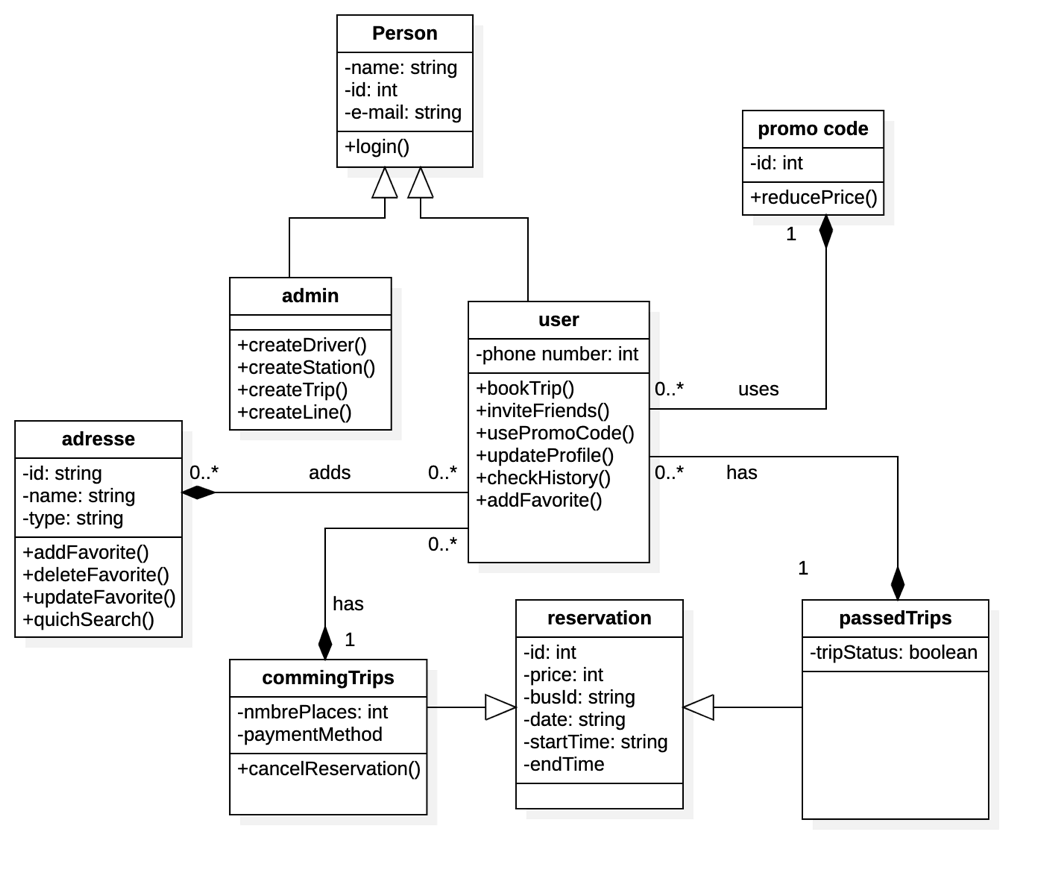 Person
-name: string
-id: int
-e-mail: string
+login()
promo code
-id: int
+reducePrice()
1
admin
+createDriver()
+createStation()
+createTrip()
+createLine()
user
-phone number: int
+bookTrip()
+inviteFriends()
+usePromoCode()
+updateProfile()
+checkHistory()
+addFavorite()
0..* uses
0..* has
1
adresse
-id: string
-name: string
-type: string
+addFavorite()
+deleteFavorite()
+updateFavorite()
+quichSearch()
0..* adds 0..*
0..*
has
1
commingTrips
-nmbrePlaces: int
-paymentMethod
+cancelReservation()
reservation
-id: int
-price: int
-busId: string
-date: string
-startTime: string
-endTime
passedTrips
-tripStatus: boolean